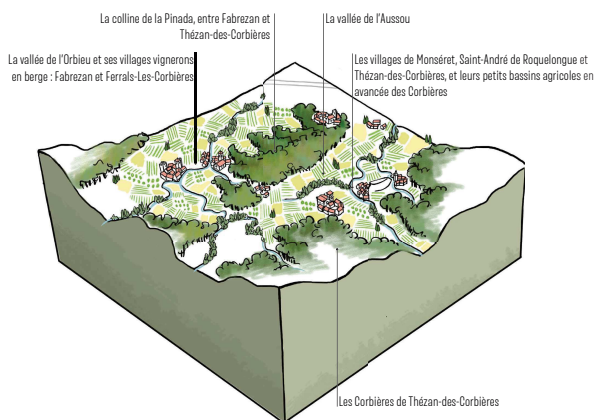 La colline de la Pinada, entre Fabrezan et
Thézan-des-Corbières
La vallée de l'Aussou
La vallée de l'Orbieu et ses villages vignerons
en berge : Fabrezan et Ferrals-Les-Corbières
Les villages de Monséret, Saint-André de Roquelongue et
Thézan-des-Corbières, et leurs petits bassins agricoles en
avancée des Corbières
Les Corbières de Thézan-des-Corbières